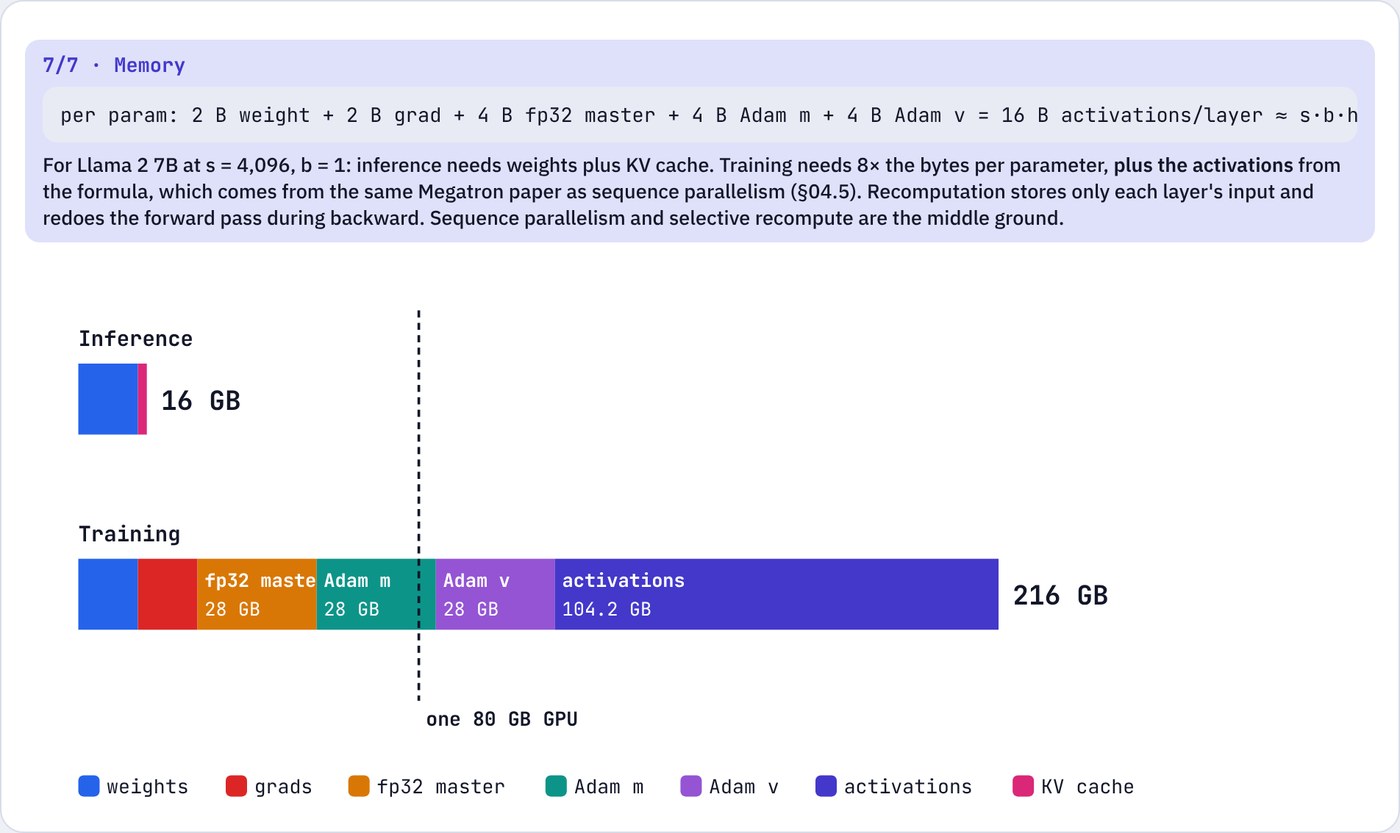 7/7 · Memory
per param: 2 B weight + 2 B grad + 4 B fp32 master + 4 B Adam m + 4 B Adam v = 16 B activations/layer ≈ s·b·h
For Llama 2 7B at s = 4,096, b = 1: inference needs weights plus KV cache. Training needs 8× the bytes per parameter, plus the activations from
the formula, which comes from the same Megatron paper as sequence parallelism (§04.5). Recomputation stores only each layer's input and
redoes the forward pass during backward. Sequence parallelism and selective recompute are the middle ground.
Inference
16 GB
Training
fp32 maste Adam m Adam v activations
28 GB 28 GB 28 GB 104.2 GB
216 GB
one 80 GB GPU
weights grads fp32 master Adam m Adam v activations KV cache